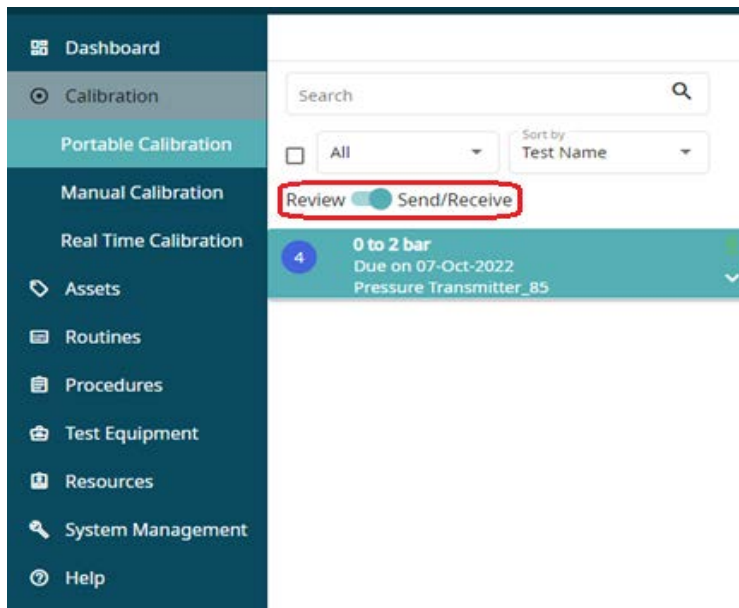 Dashboard
Calibration
Portable Calibration
Manual Calibration
Real Time Calibration
Assets
Routines
Procedures
Test Equipment
Resources
System Management
Help
Search
All
Sort by
Test Name
Review Send/Receive
4
0 to 2 bar
Due on 07-Oct-2022
Pressure Transmitter_85